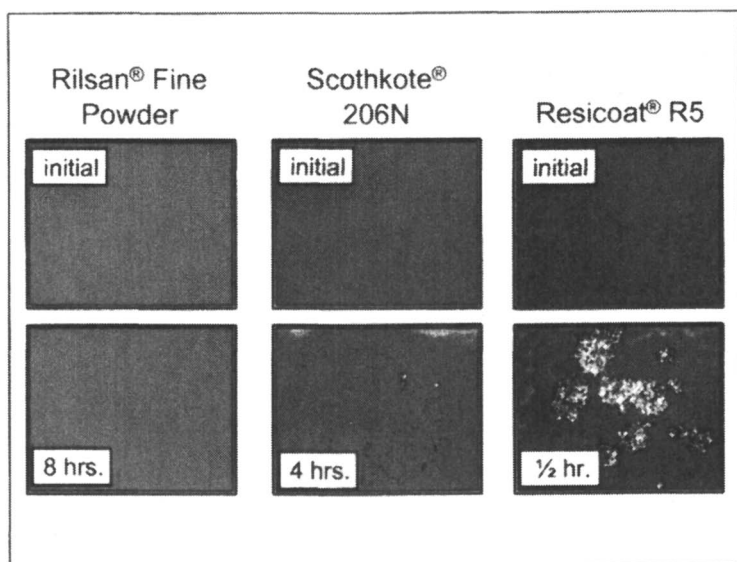 Rilsan® Fine
Powder
Scothkote®
206N
Resicoat® R5
initial
initial
initial
8 hrs.
4 hrs.
½ hr.